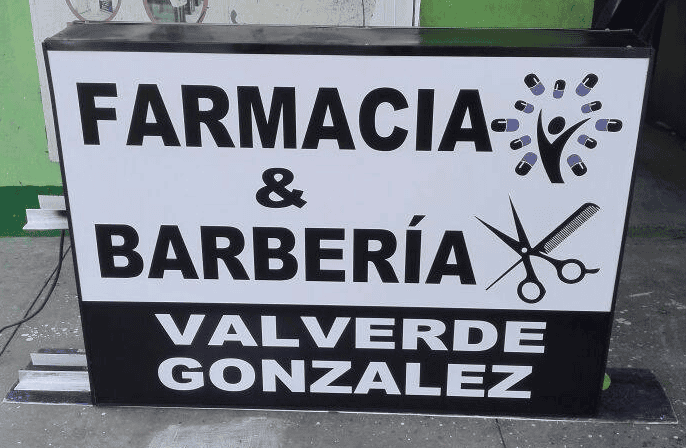 FARMACIA
&
BARBERÍA
VALVERDE
GONZALEZ